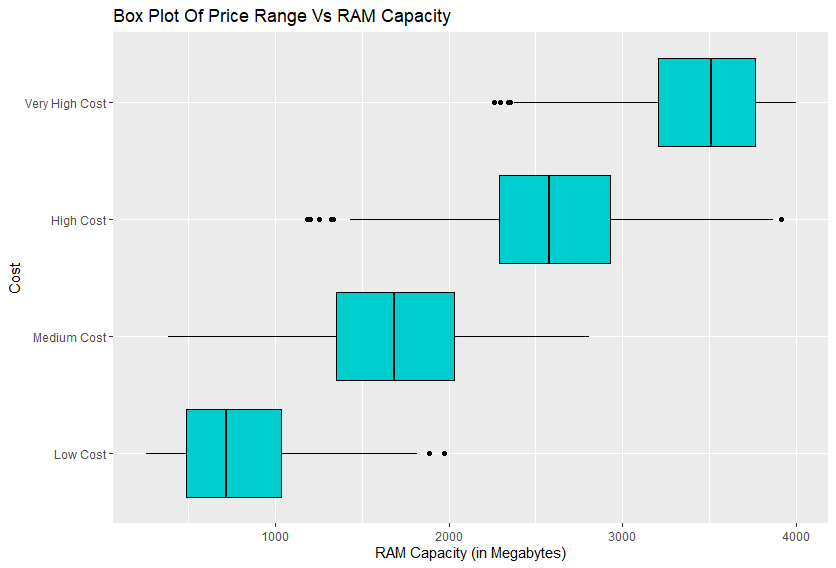 Box Plot Of Price Range Vs RAM Capacity
Very High Cost
High Cost
Medium Cost
Low Cost
Cost
1000 2000 3000 4000
RAM Capacity (in Megabytes)